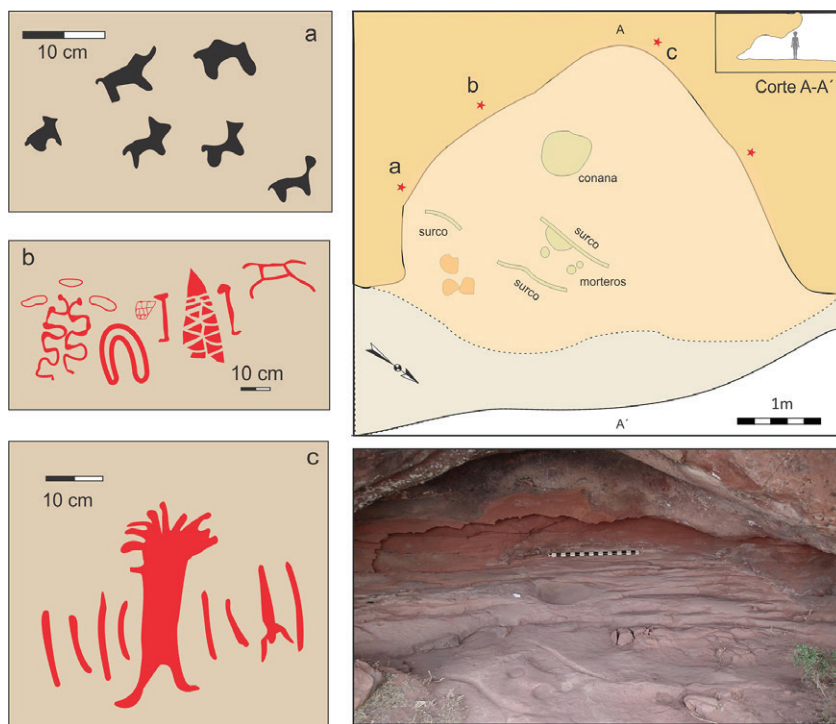 a
10 cm
b
10 cm
c
10 cm
A
c
Corte A-A´
b
a
conana
surco
surco
morteros
surco
1m
A´